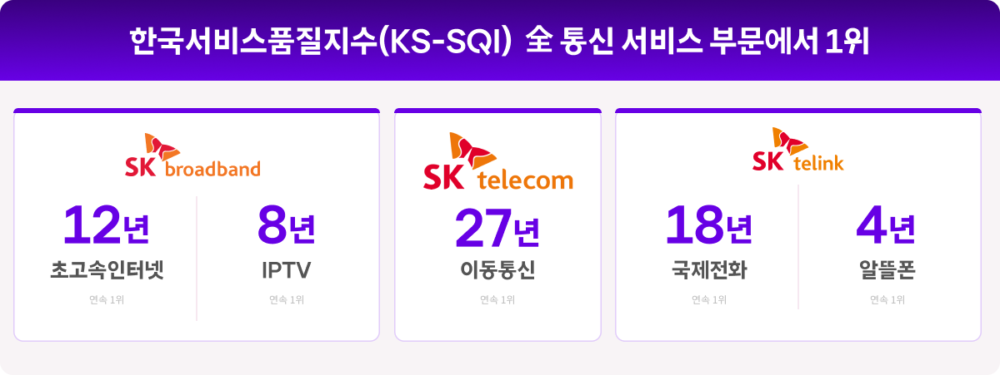 한국서비스품질지수(KS-SQI) 全 통신 서비스 부문에서 1위
SK broadband
12년
초고속인터넷
연속 1위
8년
IPTV
연속 1위
SK telecom
27년
이동통신
연속 1위
SK telink
18년
국제전화
연속 1위
4년
알뜰폰
연속 1위